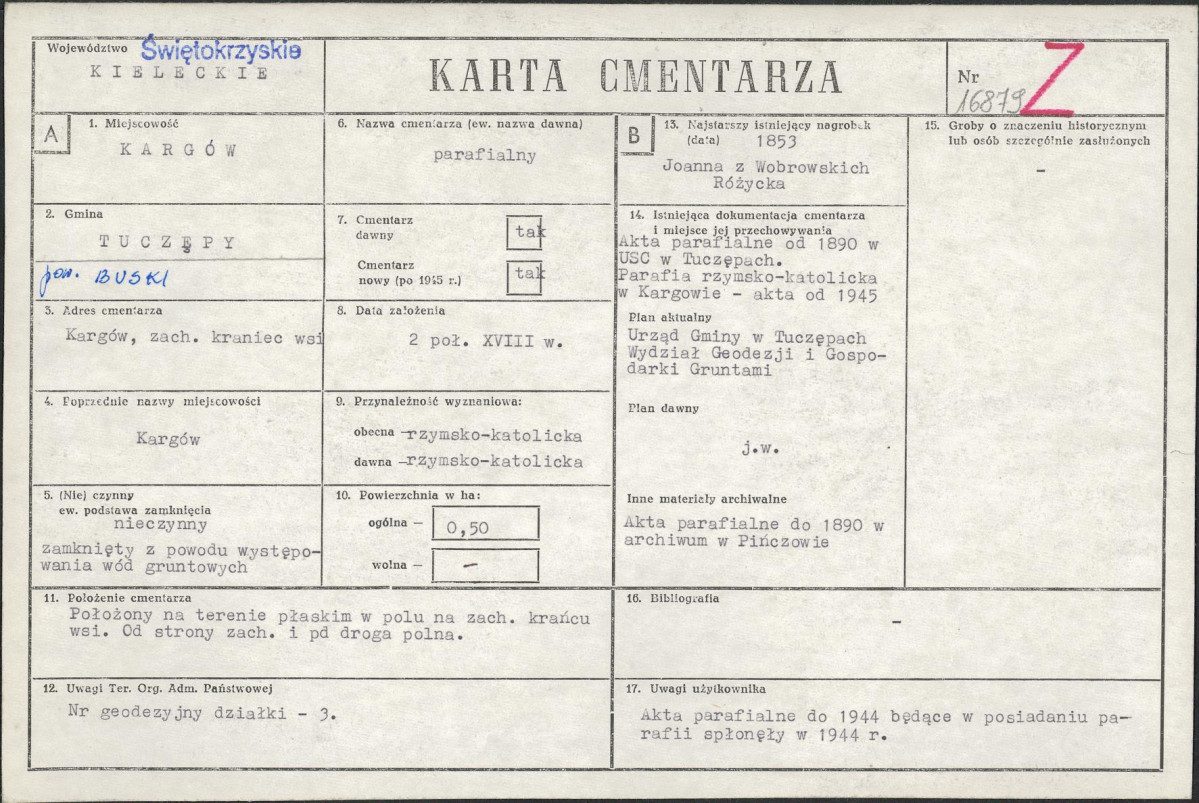 Województwo Świętokrzyskie
KIELECKIE
KARTA CMENTARZA
Nr
16879
Z
A
1. Miejscowość
KARGÓW
2. Gmina
TUCZĘPY
pow. BUSKI
3. Adres cmentarza
Kargów, zach. kraniec wsi
4. Poprzednie nazwy miejscowości
Kargów
5. (Nie) czynny
ew. podstawa zamknięcia
nieczynny
zamknięty z powodu występo-
wania wód gruntowych
6. Nazwa cmentarza (ew. nazwa dawna)
parafialny
7. Cmentarz
dawny
tak
Cmentarz
nowy (po 1945 r.)
tak
8. Data założenia
2 poł. XVIII w.
9. Przynależność wyznaniowa:
obecna — rzymsko-katolicka
dawna — rzymsko-katolicka
10. Powierzchnia w ha:
ogólna — 0,50
wolna — —
11. Położenie cmentarza
Położony na terenie płaskim w polu na zach. krańcu
wsi. Od strony zach. i pd droga polna.
12. Uwagi Ter. Org. Adm. Państwowej
Nr geodezyjny działki - 3.
B
13. Najstarszy istniejący nagrobek
(data) 1853
Joanna z Wobrowskich
Różycka
14. Istniejąca dokumentacja cmentarza
i miejsce jej przechowywania
Akta parafialne od 1890 w
USC w Tuczępach.
Parafia rzymsko-katolicka
w Kargowie - akta od 1945
Plan aktualny
Urząd Gminy w Tuczępach
Wydział Geodezji i Gospo-
darki Gruntami
Plan dawny
j.w.
Inne materiały archiwalne
Akta parafialne do 1890 w
archiwum w Pińczowie
15. Groby o znaczeniu historycznym
lub osób szczególnie zasłużonych
-
16. Bibliografia
-
17. Uwagi użytkownika
Akta parafialne do 1944 będące w posiadaniu pa-
rafii spłonęły w 1944 r.